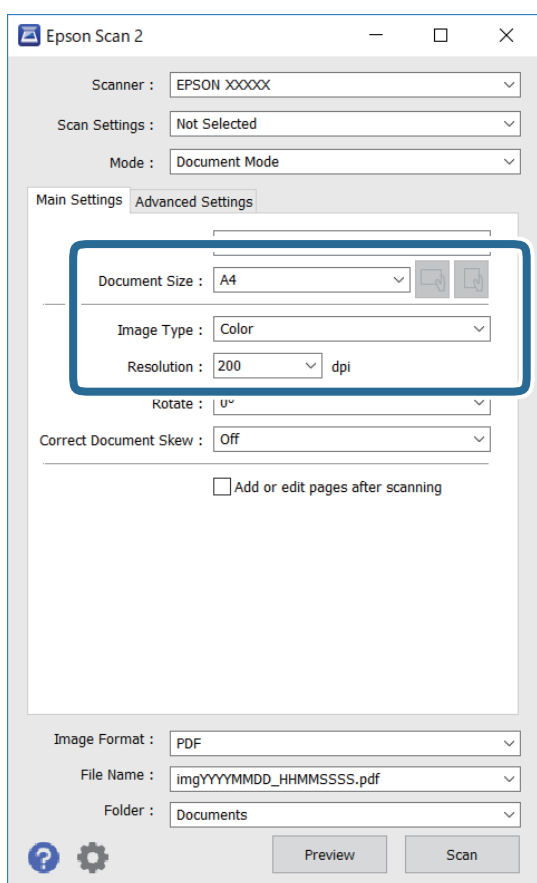 Epson Scan 2
Scanner : EPSON XXXXX
Scan Settings : Not Selected
Mode : Document Mode
Main Settings Advanced Settings
Document Size : A4
Image Type : Color
Resolution : 200 dpi
Rotate : 0°
Correct Document Skew : Off
Add or edit pages after scanning
Image Format : PDF
File Name : imgYYYYMMDD_HHMMSSSS.pdf
Folder : Documents
? Preview Scan